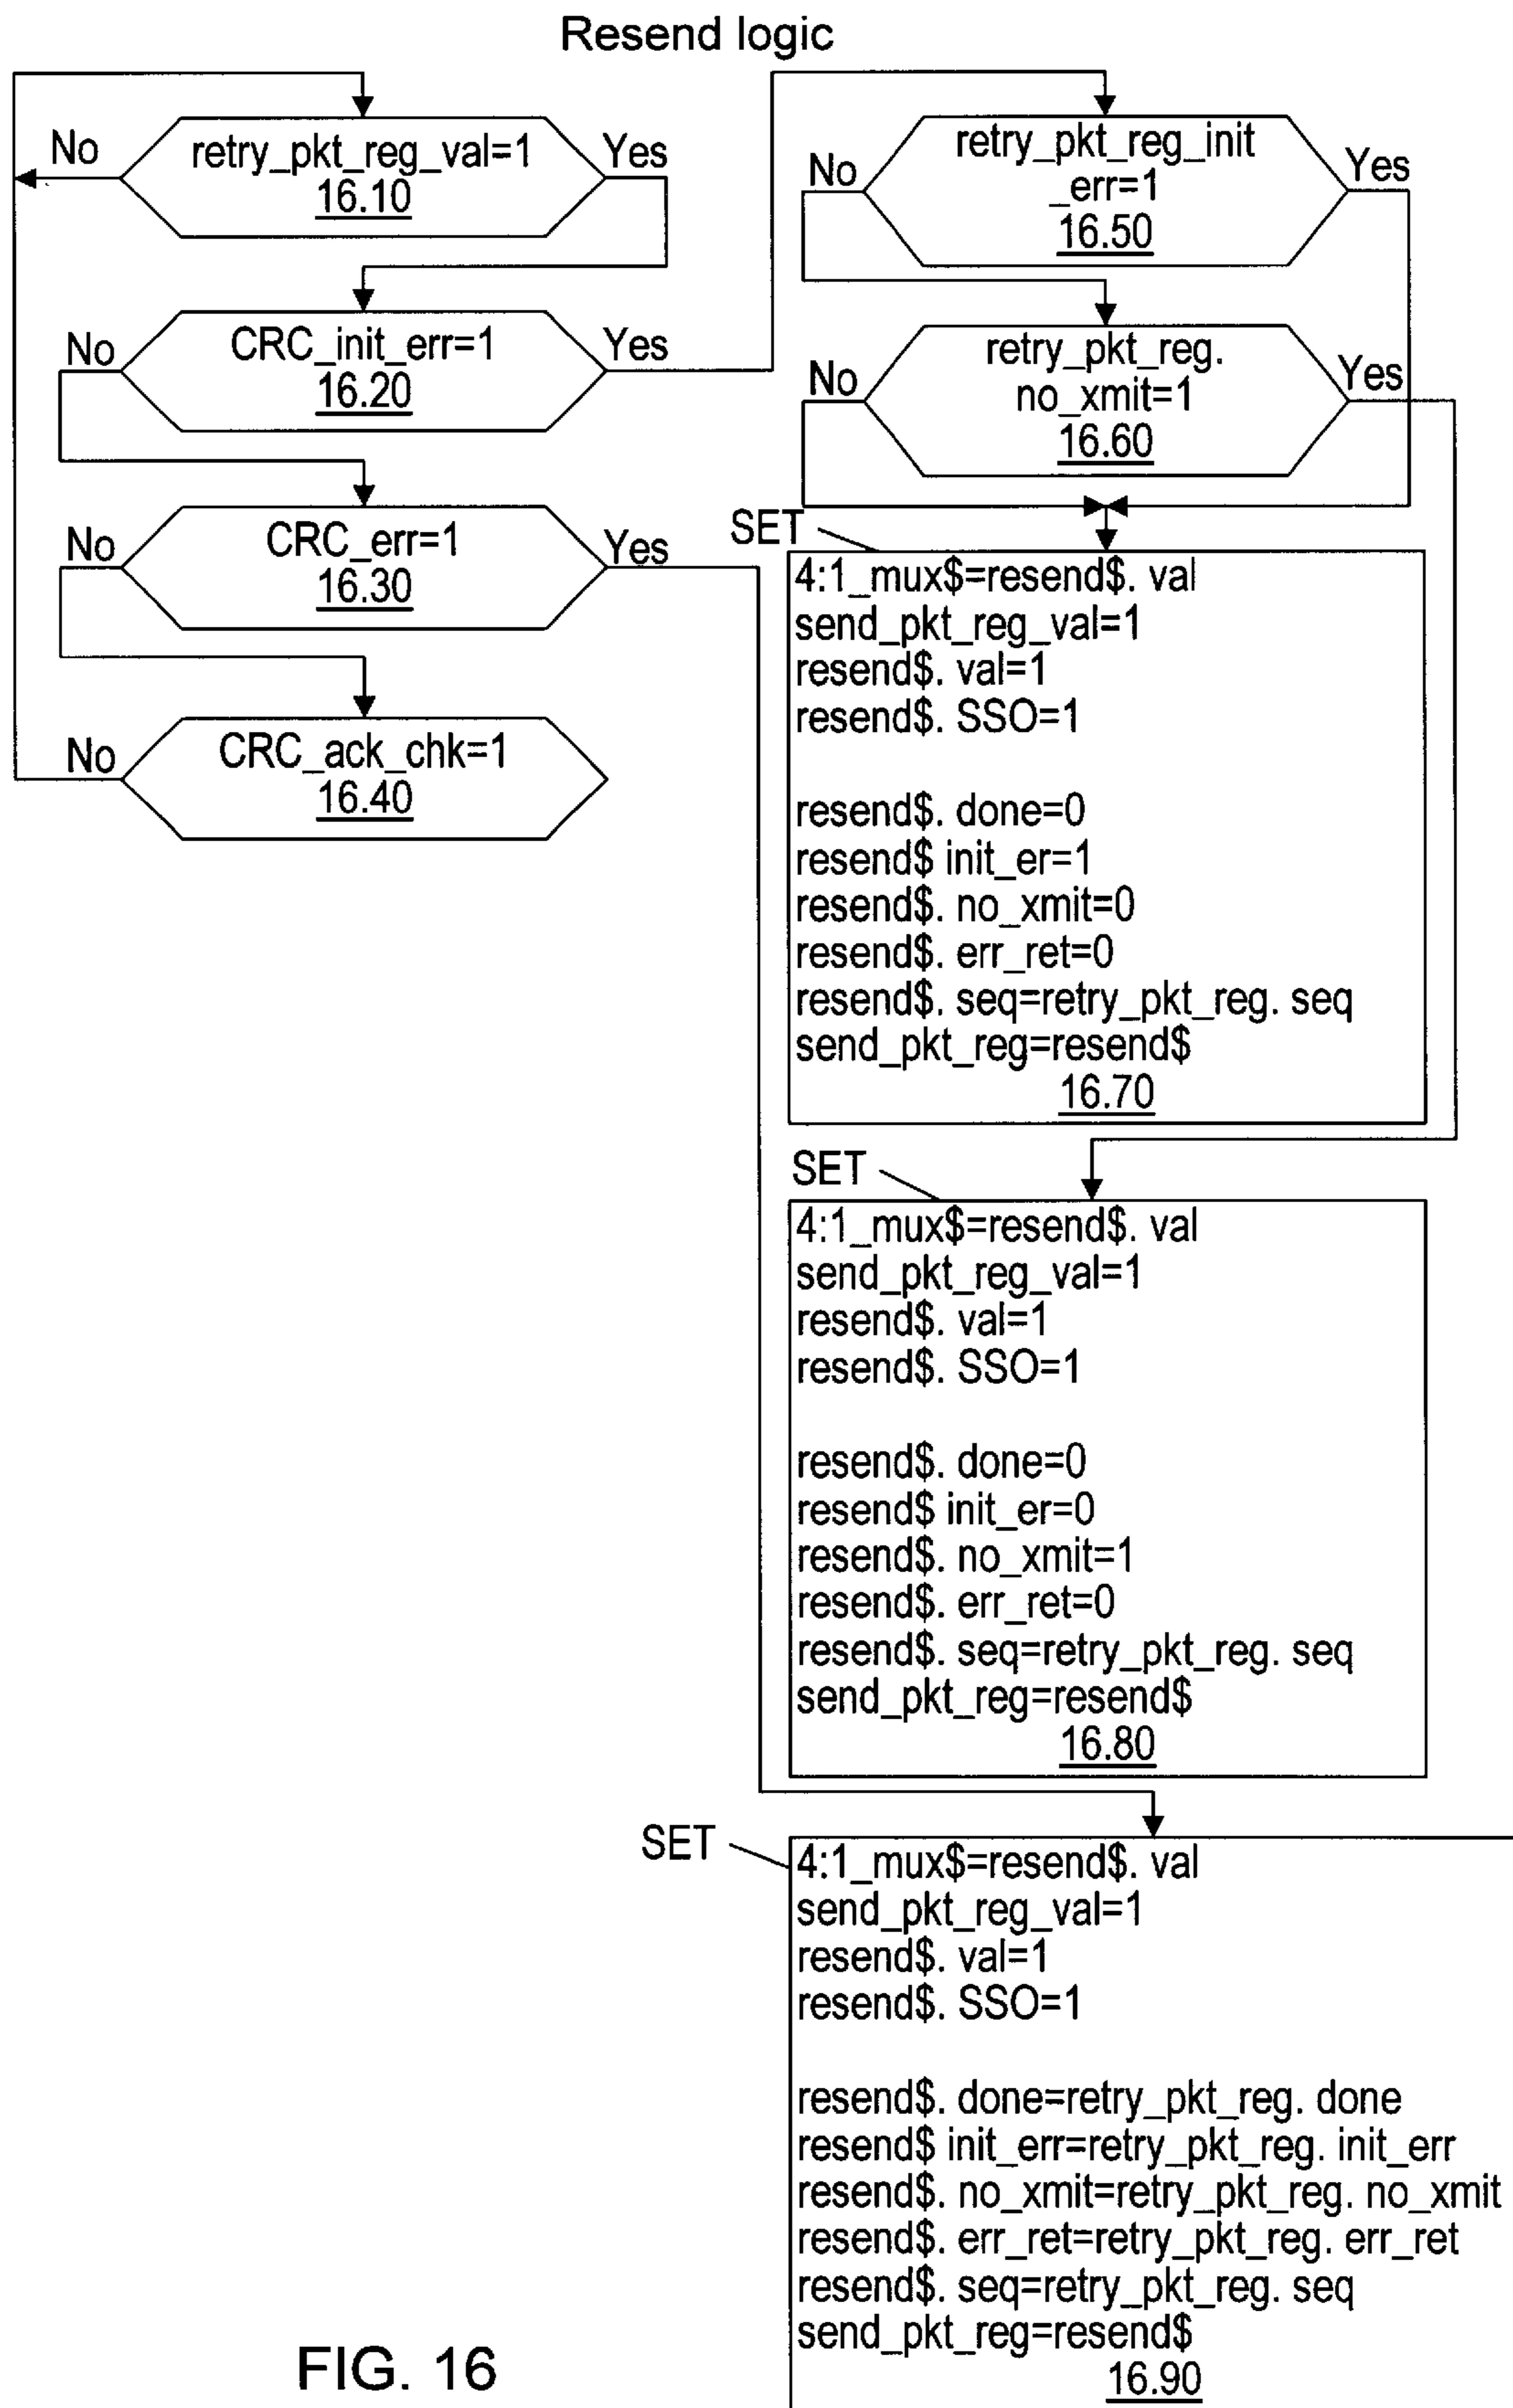 Resend logic
No
retry_pkt_reg_val=1
16.10
Yes
No
CRC_init_err=1
16.20
Yes
No
CRC_err=1
16.30
Yes
No
CRC_ack_chk=1
16.40
No
retry_pkt_reg_init
_err=1
16.50
Yes
No
retry_pkt_reg.
no_xmit=1
16.60
Yes
SET
4:1_mux$=resend$. val
send_pkt_reg_val=1
resend$. val=1
resend$. SSO=1
resend$. done=0
resend$ init_er=1
resend$. no_xmit=0
resend$. err_ret=0
resend$. seq=retry_pkt_reg. seq
send_pkt_reg=resend$
16.70
SET
4:1_mux$=resend$. val
send_pkt_reg_val=1
resend$. val=1
resend$. SSO=1
resend$. done=0
resend$ init_er=0
resend$. no_xmit=1
resend$. err_ret=0
resend$. seq=retry_pkt_reg. seq
send_pkt_reg=resend$
16.80
SET
4:1_mux$=resend$. val
send_pkt_reg_val=1
resend$. val=1
resend$. SSO=1
resend$. done=retry_pkt_reg. done
resend$ init_err=retry_pkt_reg. init_err
resend$. no_xmit=retry_pkt_reg. no_xmit
resend$. err_ret=retry_pkt_reg. err_ret
resend$. seq=retry_pkt_reg. seq
send_pkt_reg=resend$
16.90
FIG. 16